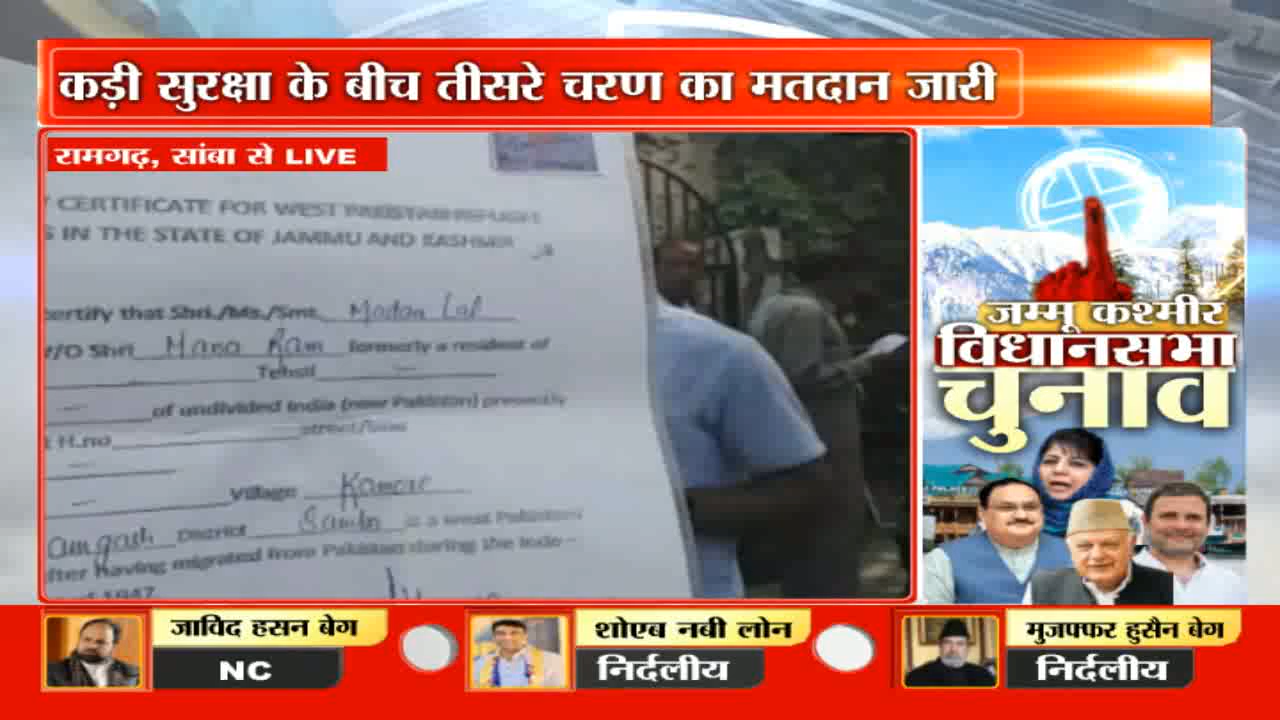 कड़ी सुरक्षा के बीच तीसरे चरण का मतदान जारी
रामगढ़, सांबा से LIVE
CERTIFICATE FOR WEST PAKISTAN REFUGE
S IN THE STATE OF JAMMU AND KASHMIR
certify that Shri./Ms./Smt. Madan Lal
/O Shri Mana Ram formerly a resident of
Tehsil
of undivided India (now Pakistan) presently
H.no street/lane
Village Kamore
amgarh District Samba is a West Pakistani
fter having migrated from Pakistan during the Indo-
1947
जम्मू कश्मीर
विधानसभा
चुनाव
जाविद हसन बेग
NC
शोएब नबी लोन
निर्दलीय
मुजफ्फर हुसैन बेग
निर्दलीय